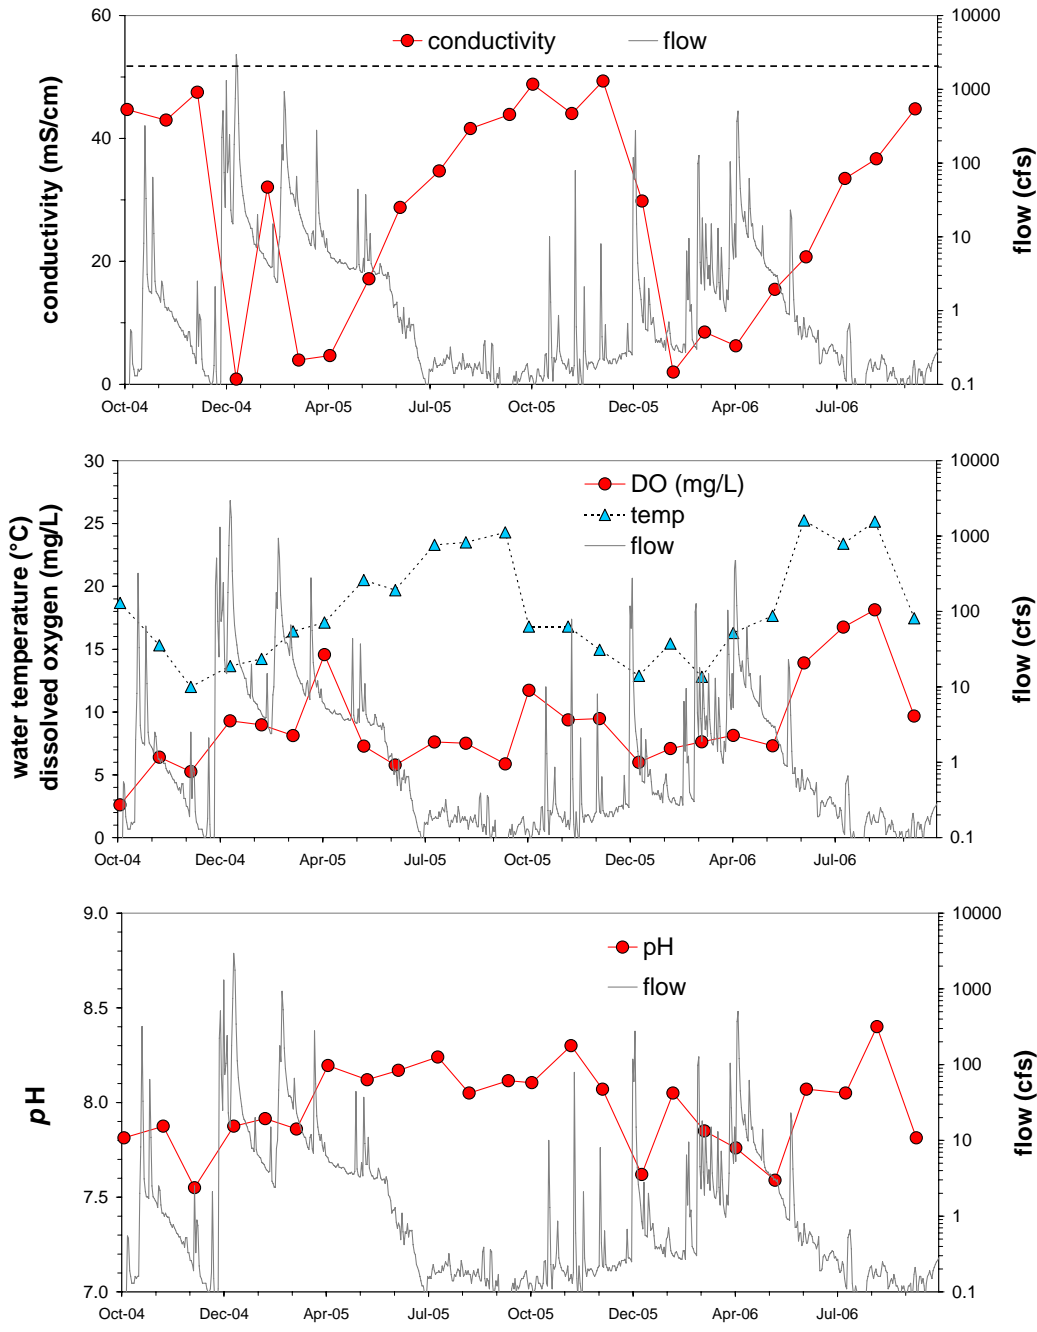 60
50
40
20
0
conductivity (mS/cm)
conductivity
flow
10000
1000
100
10
1
0.1
flow (cfs)
Oct-04
Dec-04
Apr-05
Jul-05
Oct-05
Dec-05
Apr-06
Jul-06
30
25
20
15
10
5
0
water temperature (°C)
dissolved oxygen (mg/L)
DO (mg/L)
temp
flow
10000
1000
100
10
1
0.1
flow (cfs)
Oct-04
Dec-04
Apr-05
Jul-05
Oct-05
Dec-05
Apr-06
Jul-06
9.0
8.5
8.0
7.5
7.0
pH
pH
flow
10000
1000
100
10
1
0.1
flow (cfs)
Oct-04
Dec-04
Apr-05
Jul-05
Oct-05
Dec-05
Apr-06
Jul-06